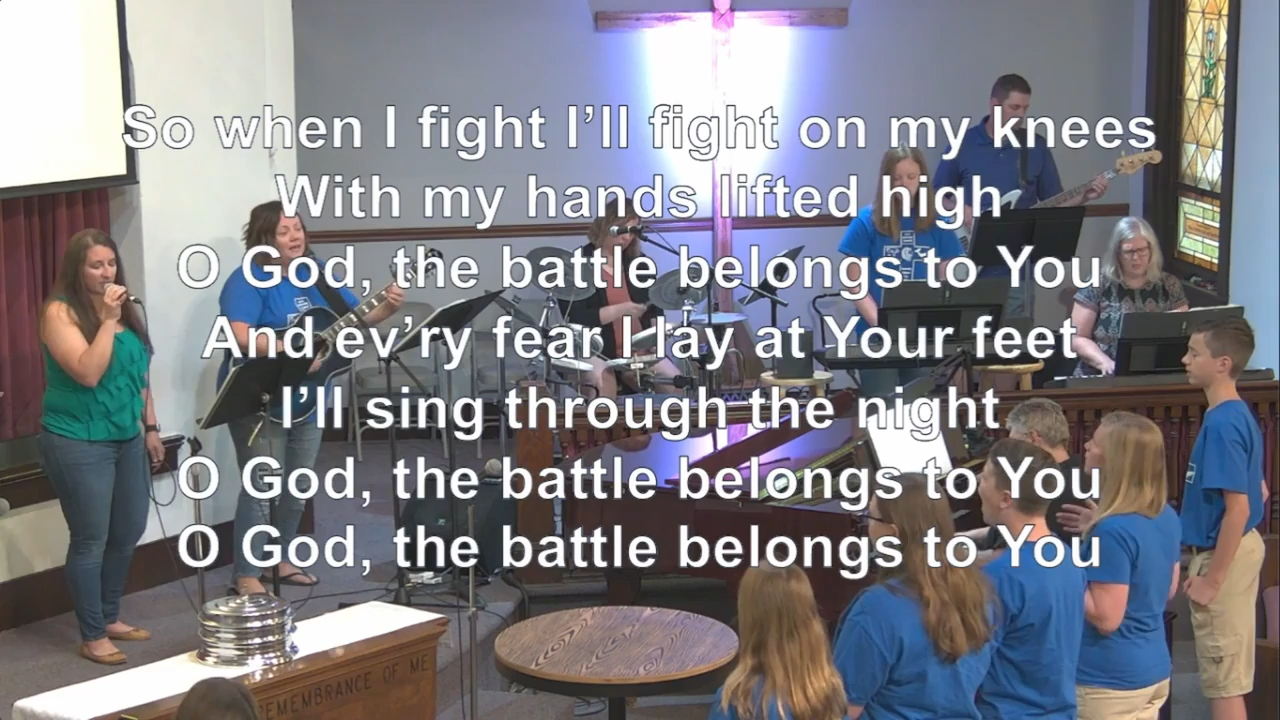 So when I fight I’ll fight on my knees
With my hands lifted high
O God, the battle belongs to You
And ev’ry fear I lay at Your feet
I’ll sing through the night
O God, the battle belongs to You
O God, the battle belongs to You
EMEMBRANCE OF ME